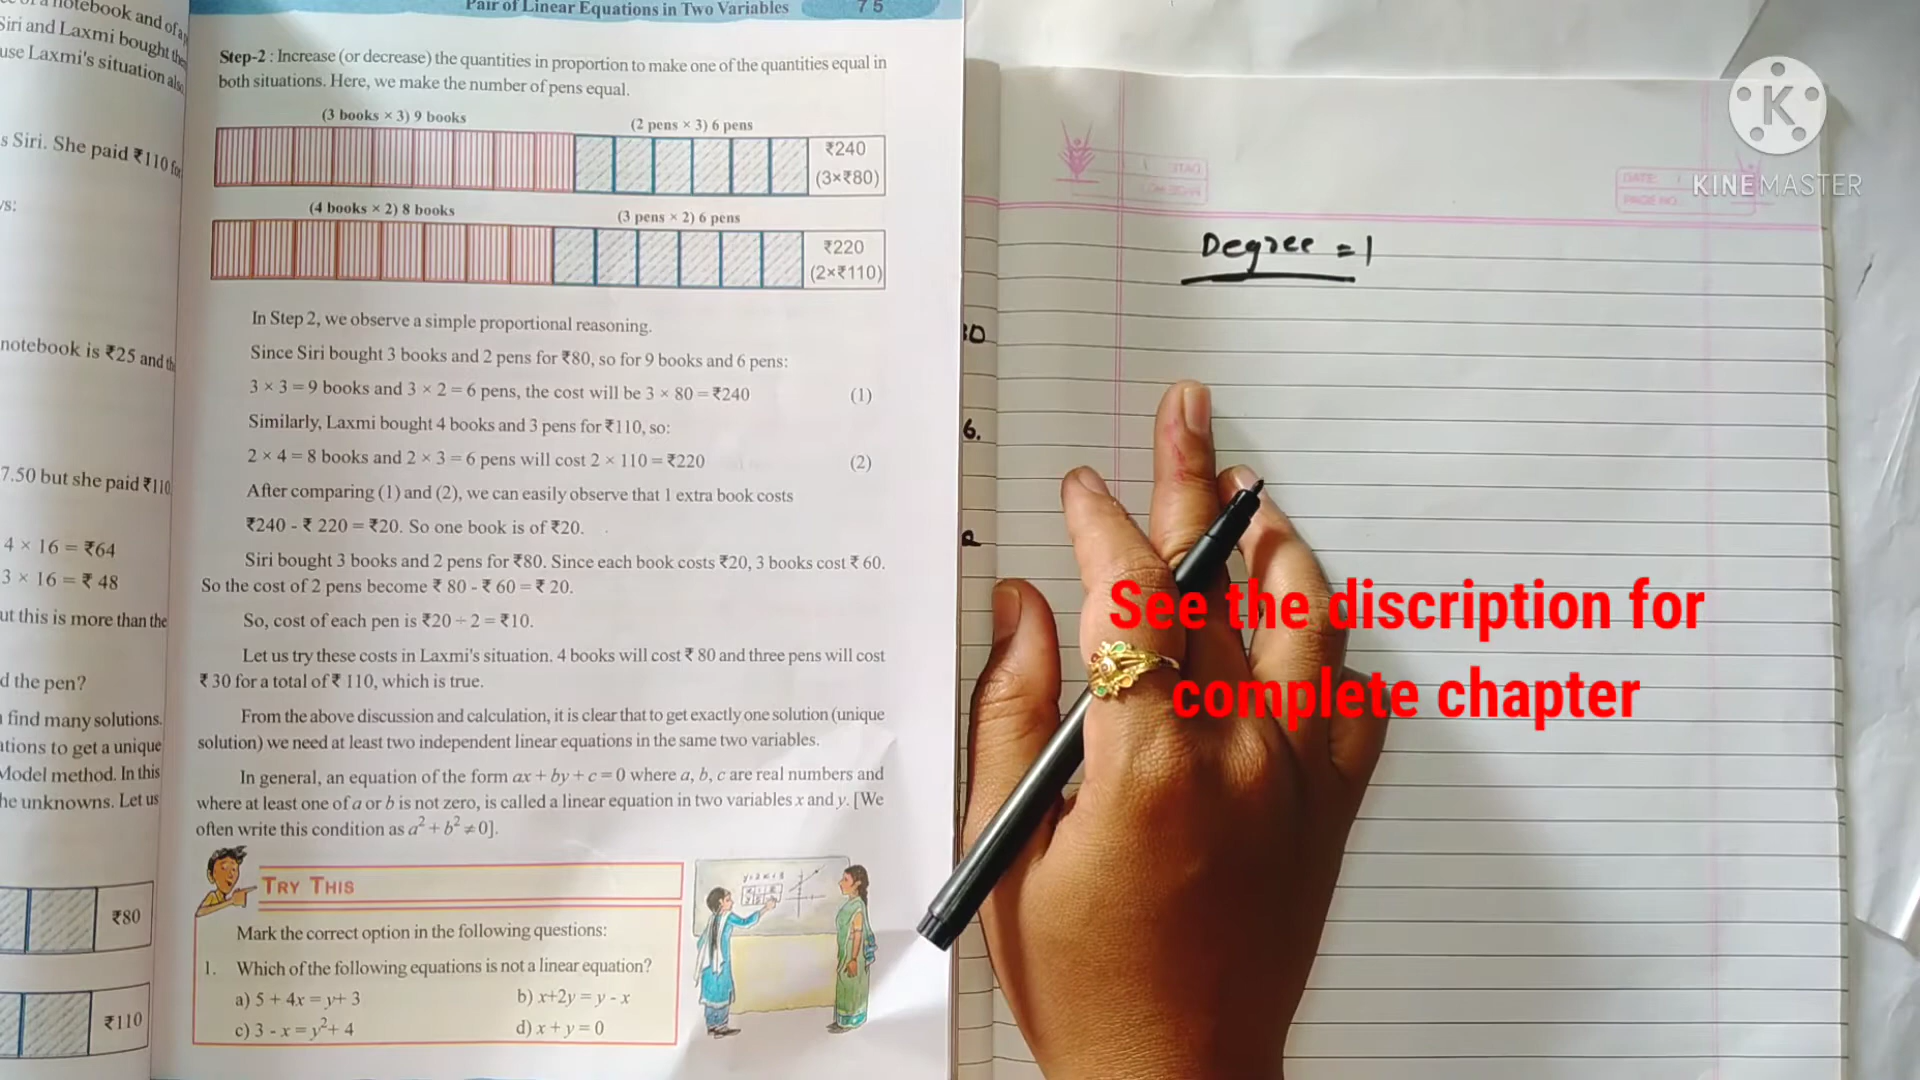 notebook and of a
Siri and Laxmi bought the
use Laxmi's situation also
s Siri. She paid ₹110 for
ys:
notebook is ₹25 and th
7.50 but she paid ₹110
4 × 16 = ₹64
3 × 16 = ₹ 48
ut this is more than the
d the pen?
find many solutions.
ations to get a unique
Model method. In this
he unknowns. Let us
₹80
₹110
Pair of Linear Equations in Two Variables 75
Step-2 : Increase (or decrease) the quantities in proportion to make one of the quantities equal in
both situations. Here, we make the number of pens equal.
(3 books × 3) 9 books (2 pens × 3) 6 pens
₹240
(3×₹80)
(4 books × 2) 8 books (3 pens × 2) 6 pens
₹220
(2×₹110)
In Step 2, we observe a simple proportional reasoning.
Since Siri bought 3 books and 2 pens for ₹80, so for 9 books and 6 pens:
3 × 3 = 9 books and 3 × 2 = 6 pens, the cost will be 3 × 80 = ₹240 (1)
Similarly, Laxmi bought 4 books and 3 pens for ₹110, so:
2 × 4 = 8 books and 2 × 3 = 6 pens will cost 2 × 110 = ₹220 (2)
After comparing (1) and (2), we can easily observe that 1 extra book costs
₹240 - ₹ 220 = ₹20. So one book is of ₹20.
Siri bought 3 books and 2 pens for ₹80. Since each book costs ₹20, 3 books cost ₹ 60.
So the cost of 2 pens become ₹ 80 - ₹ 60 = ₹ 20.
So, cost of each pen is ₹20 ÷ 2 = ₹10.
Let us try these costs in Laxmi's situation. 4 books will cost ₹ 80 and three pens will cost
₹ 30 for a total of ₹ 110, which is true.
From the above discussion and calculation, it is clear that to get exactly one solution (unique
solution) we need at least two independent linear equations in the same two variables.
In general, an equation of the form ax + by + c = 0 where a, b, c are real numbers and
where at least one of a or b is not zero, is called a linear equation in two variables x and y. [We
often write this condition as a² + b² ≠ 0].
TRY THIS
Mark the correct option in the following questions:
1. Which of the following equations is not a linear equation?
a) 5 + 4x = y+ 3 b) x+2y = y - x
c) 3 - x = y²+ 4 d) x + y = 0
Degree = 1
6.
DATE:
PAGE NO.
K
KINEMASTER
See the discription for
complete chapter